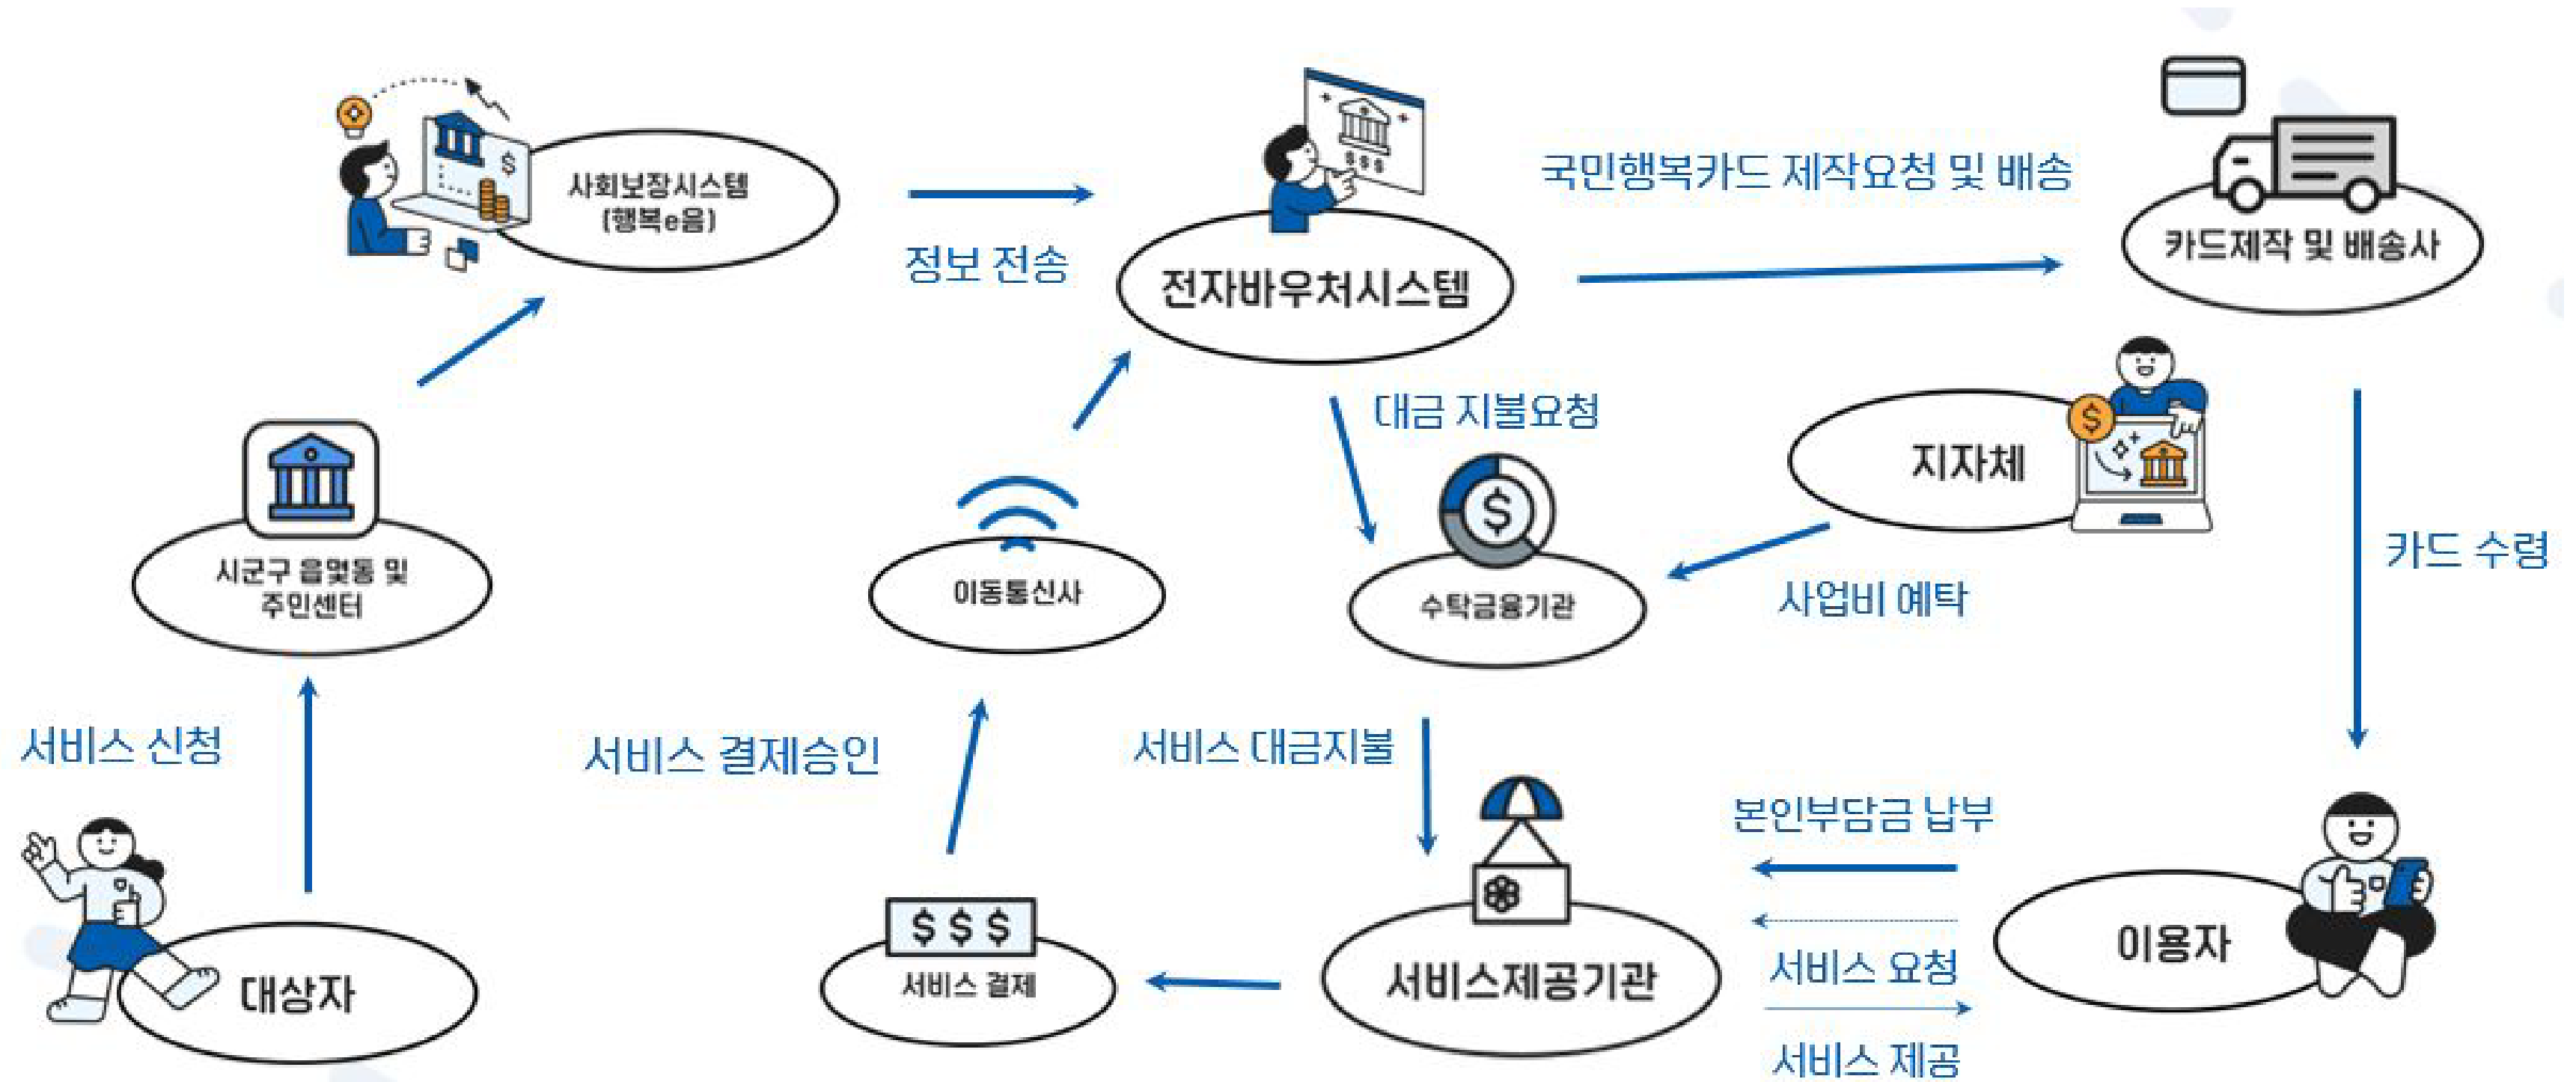 사회보장시스템
(행복e음)
정보 전송
전자바우처시스템
국민행복카드 제작요청 및 배송
카드제작 및 배송사
대금 지불요청
지자체
시군구 읍몇동 및
주민센터
이동통신사
수탁금융기관
사업비 예탁
카드 수령
서비스 신청
서비스 결제승인
서비스 대금지불
본인부담금 납부
대상자
$ $ $
서비스 결제
서비스제공기관
서비스 요청
이용자
서비스 제공